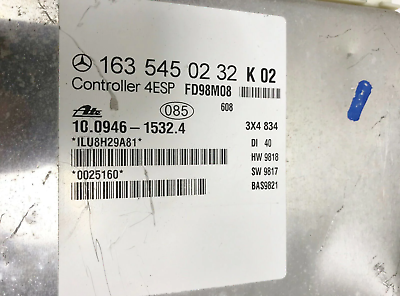 163 545 02 32 K 02
Controller 4ESP FD98M08
Ate 085 608
10.0946-1532.4 3X4 834
*ILU8H29A81* DI 40
HW 9818
*0025160* SW 9817
BAS9821